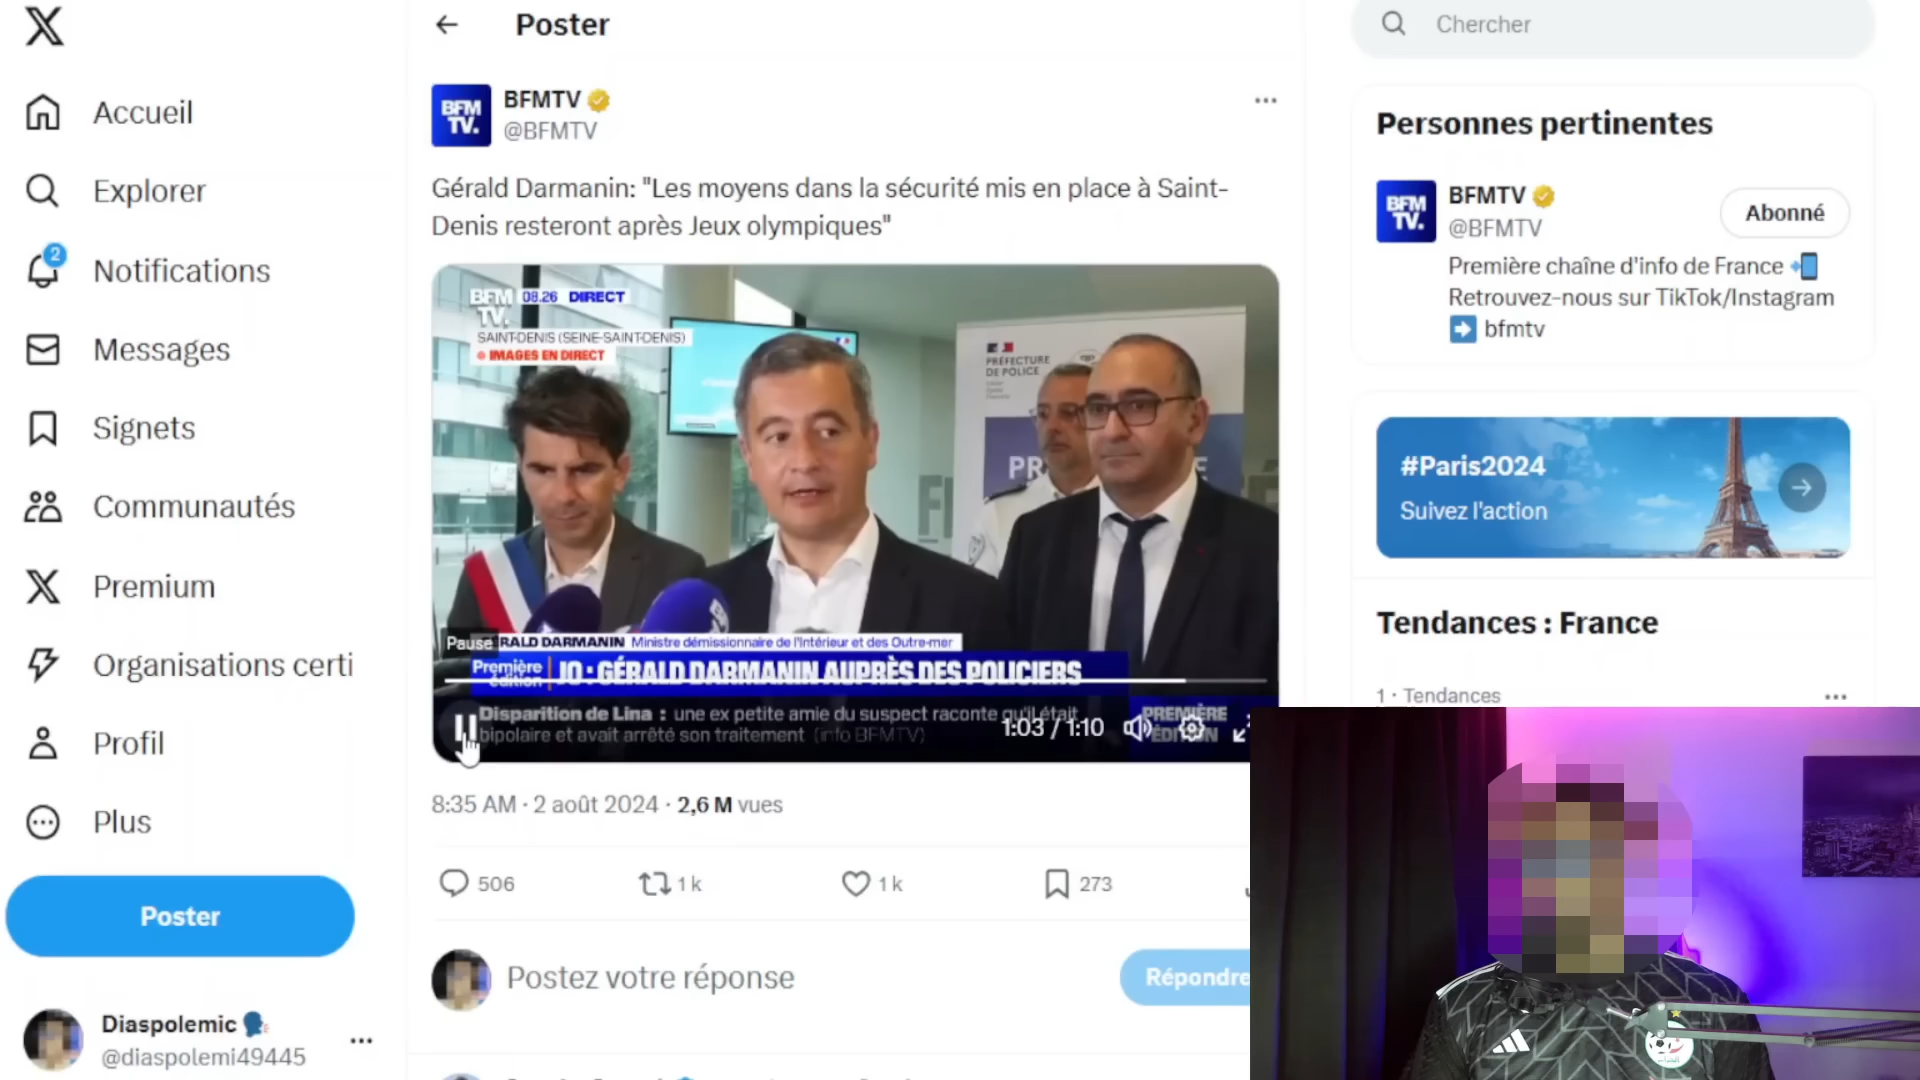 Accueil
Explorer
2
Notifications
Messages
Signets
Communautés
Premium
Organisations certi
Profil
Plus
Poster
Diaspolemic
@diaspolemi49445
Poster
BFM
TV.
BFMTV
@BFMTV
Gérald Darmanin: "Les moyens dans la sécurité mis en place à Saint-
Denis resteront après Jeux olympiques"
BFM
TV.
08.26 DIRECT
SAINT-DENIS (SEINE-SAINT-DENIS)
IMAGES EN DIRECT
PRÉFECTURE
DE POLICE
Pause
RALD DARMANIN Ministre démissionnaire de l'Intérieur et des Outre-mer
Première
édition
JO : GÉRALD DARMANIN AUPRÈS DES POLICIERS
Disparition de Lina : une ex petite amie du suspect raconte qu'il était
bipolaire et avait arrêté son traitement (info BFMTV)
1:03 / 1:10
PREMIÈRE
ÉDITION
8:35 AM · 2 août 2024 · 2,6 M vues
506
1 k
1 k
273
Postez votre réponse
Répondre
Chercher
Personnes pertinentes
BFM
TV.
BFMTV
@BFMTV
Abonné
Première chaîne d'info de France
Retrouvez-nous sur TikTok/Instagram
bfmtv
#Paris2024
Suivez l'action
Tendances : France
1 · Tendances